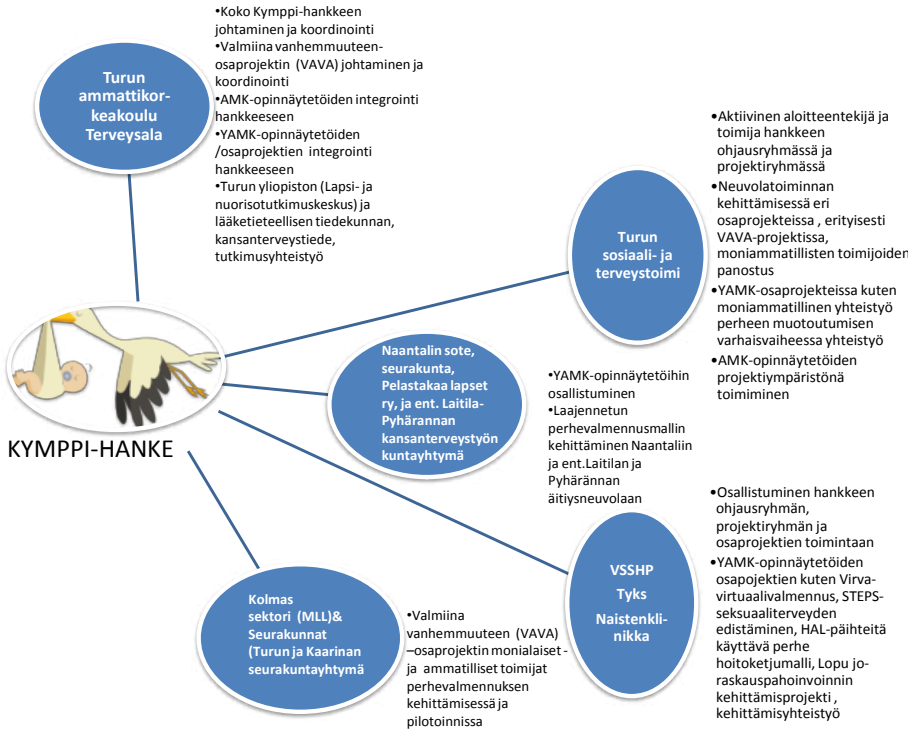 •Koko Kymppi-hankkeen
johtaminen ja koordinointi
•Valmiina vanhemmuuteen-
osaprojektin (VAVA) johtaminen ja
koordinointi
•AMK-opinnäytetöiden integrointi
hankkeeseen
•YAMK-opinnäytetöiden
/osaprojektien integrointi
hankkeeseen
•Turun yliopiston (Lapsi- ja
nuorisotutkimuskeskus) ja
lääketieteellisen tiedekunnan,
kansanterveystiede,
tutkimusyhteistyö
Turun
ammattikor-
keakoulu
Terveysala
•Aktiivinen aloitteentekijä ja
toimija hankkeen
ohjausryhmässä ja
projektiryhmässä
•Neuvolatoiminnan
kehittämisessä eri
osaprojekteissa , erityisesti
VAVA-projektissa,
moniammatillisten toimijoiden
panostus
•YAMK-osaprojekteissa kuten
moniammatillinen yhteistyö
perheen muotoutumisen
varhaisvaiheessa yhteistyö
•AMK-opinnäytetöiden
projektiympäristönä
toimiminen
Turun
sosiaali- ja
terveystoimi
KYMPPI-HANKE
Naantalin sote,
seurakunta,
Pelastakaa lapset
ry, ja ent. Laitila-
Pyhärannan
kansanterveystyön
kuntayhtymä
• YAMK-opinnäytetöihin
osallistuminen
• Laajennetun
perhevalmennusmallin
kehittäminen Naantaliin
ja ent.Laitilan ja
Pyhärännan
äitiysneuvolaan
•Osallistuminen hankkeen
ohjausryhmän,
projektiryhmän ja
osaprojektien toimintaan
•YAMK-opinnäytetöiden
osapojektien kuten Virva-
virtuaalivalmennus, STEPS-
seksuaaliterveyden
edistäminen, HAL-päihteitä
käyttävä perhe
hoitoketjumalli, Lopu jo-
raskauspahoinvoinnin
kehittämisprojekti ,
kehittämisyhteistyö
VSSHP
Tyks
Naistenkli-
nikka
Kolmas
sektori (MLL)&
Seurakunnat
(Turun ja Kaarinan
seurakuntayhtymä
•Valmiina
vanhemmuuteen (VAVA)
–osaprojektin monialaiset -
ja ammatilliset toimijat
perhevalmennuksen
kehittämisessä ja
pilotoinnissa